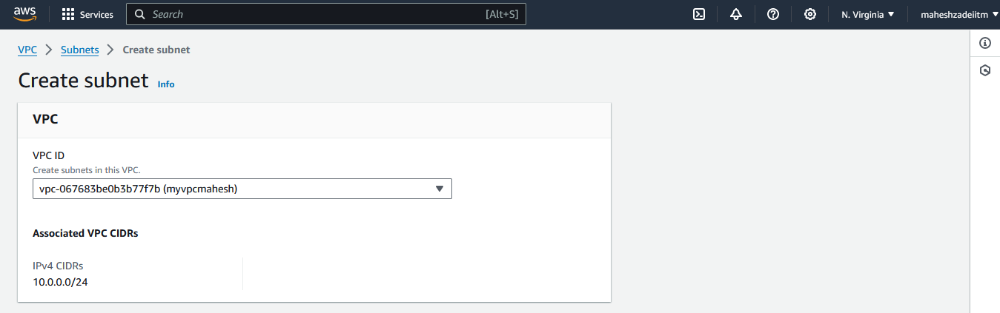 aws Services Search [Alt+S] N. Virginia maheshzadeiitm
VPC Subnets Create subnet
Create subnet Info
VPC
VPC ID
Create subnets in this VPC.
vpc-067683be0b3b77f7b (myvpcmahesh)
Associated VPC CIDRs
IPv4 CIDRs
10.0.0.0/24